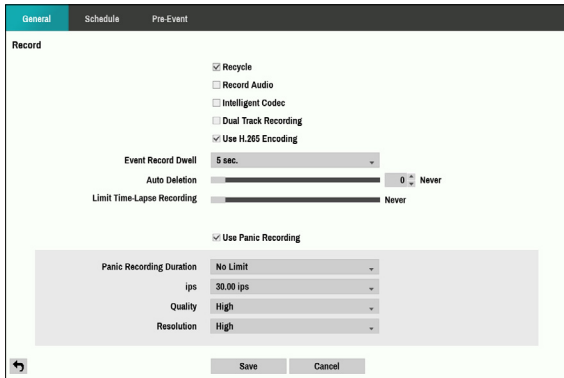 General Schedule Pre-Event
Record
Recycle
Record Audio
Intelligent Codec
Dual Track Recording
Use H.265 Encoding
Event Record Dwell 5 sec.
Auto Deletion 0 Never
Limit Time-Lapse Recording Never
Use Panic Recording
Panic Recording Duration No Limit
ips 30.00 ips
Quality High
Resolution High
Save Cancel